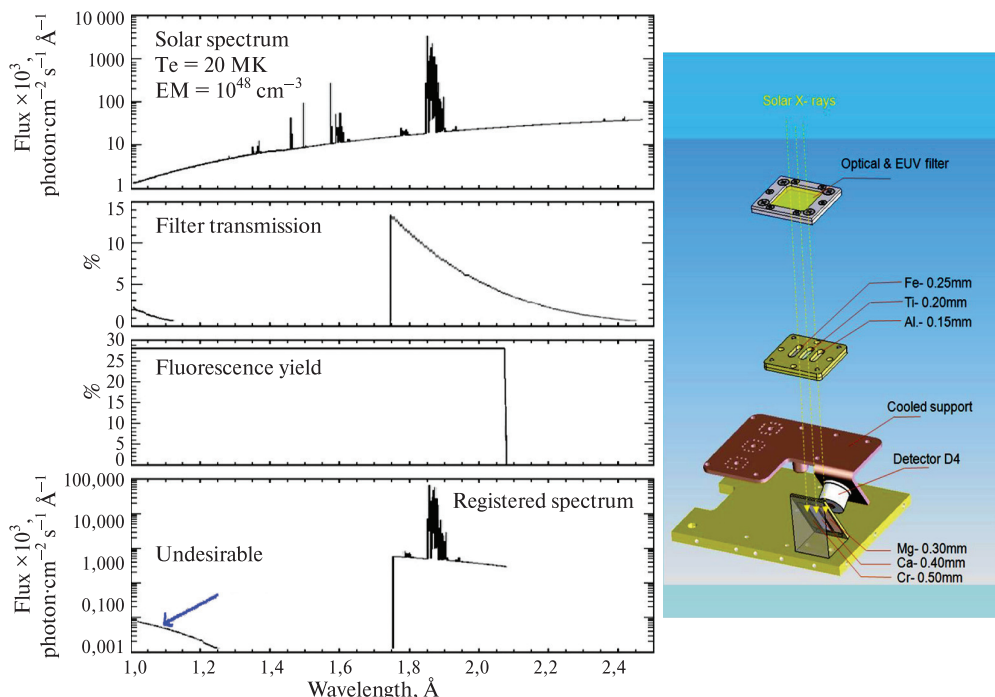 Flux ×10³,
photon·cm⁻² s⁻¹ Å⁻¹
10 000
1000
100
10
1
Solar spectrum
Te = 20 MK
EM = 10⁴⁸ cm⁻³
%
15
10
5
0
Filter transmission
%
30
25
20
15
10
5
0
Fluorescence yield
Flux ×10³,
photon·cm⁻² s⁻¹ Å⁻¹
100,000
10,000
1,000
0,100
0,001
Registered spectrum
Undesirable
1,0 1,2 1,4 1,6 1,8 2,0 2,2 2,4
Wavelength, Å
Solar X- rays
Optical & EUV filter
Fe- 0.25mm
Ti- 0.20mm
Al.- 0.15mm
Cooled support
Detector D4
Mg- 0.30mm
Ca- 0.40mm
Cr- 0.50mm